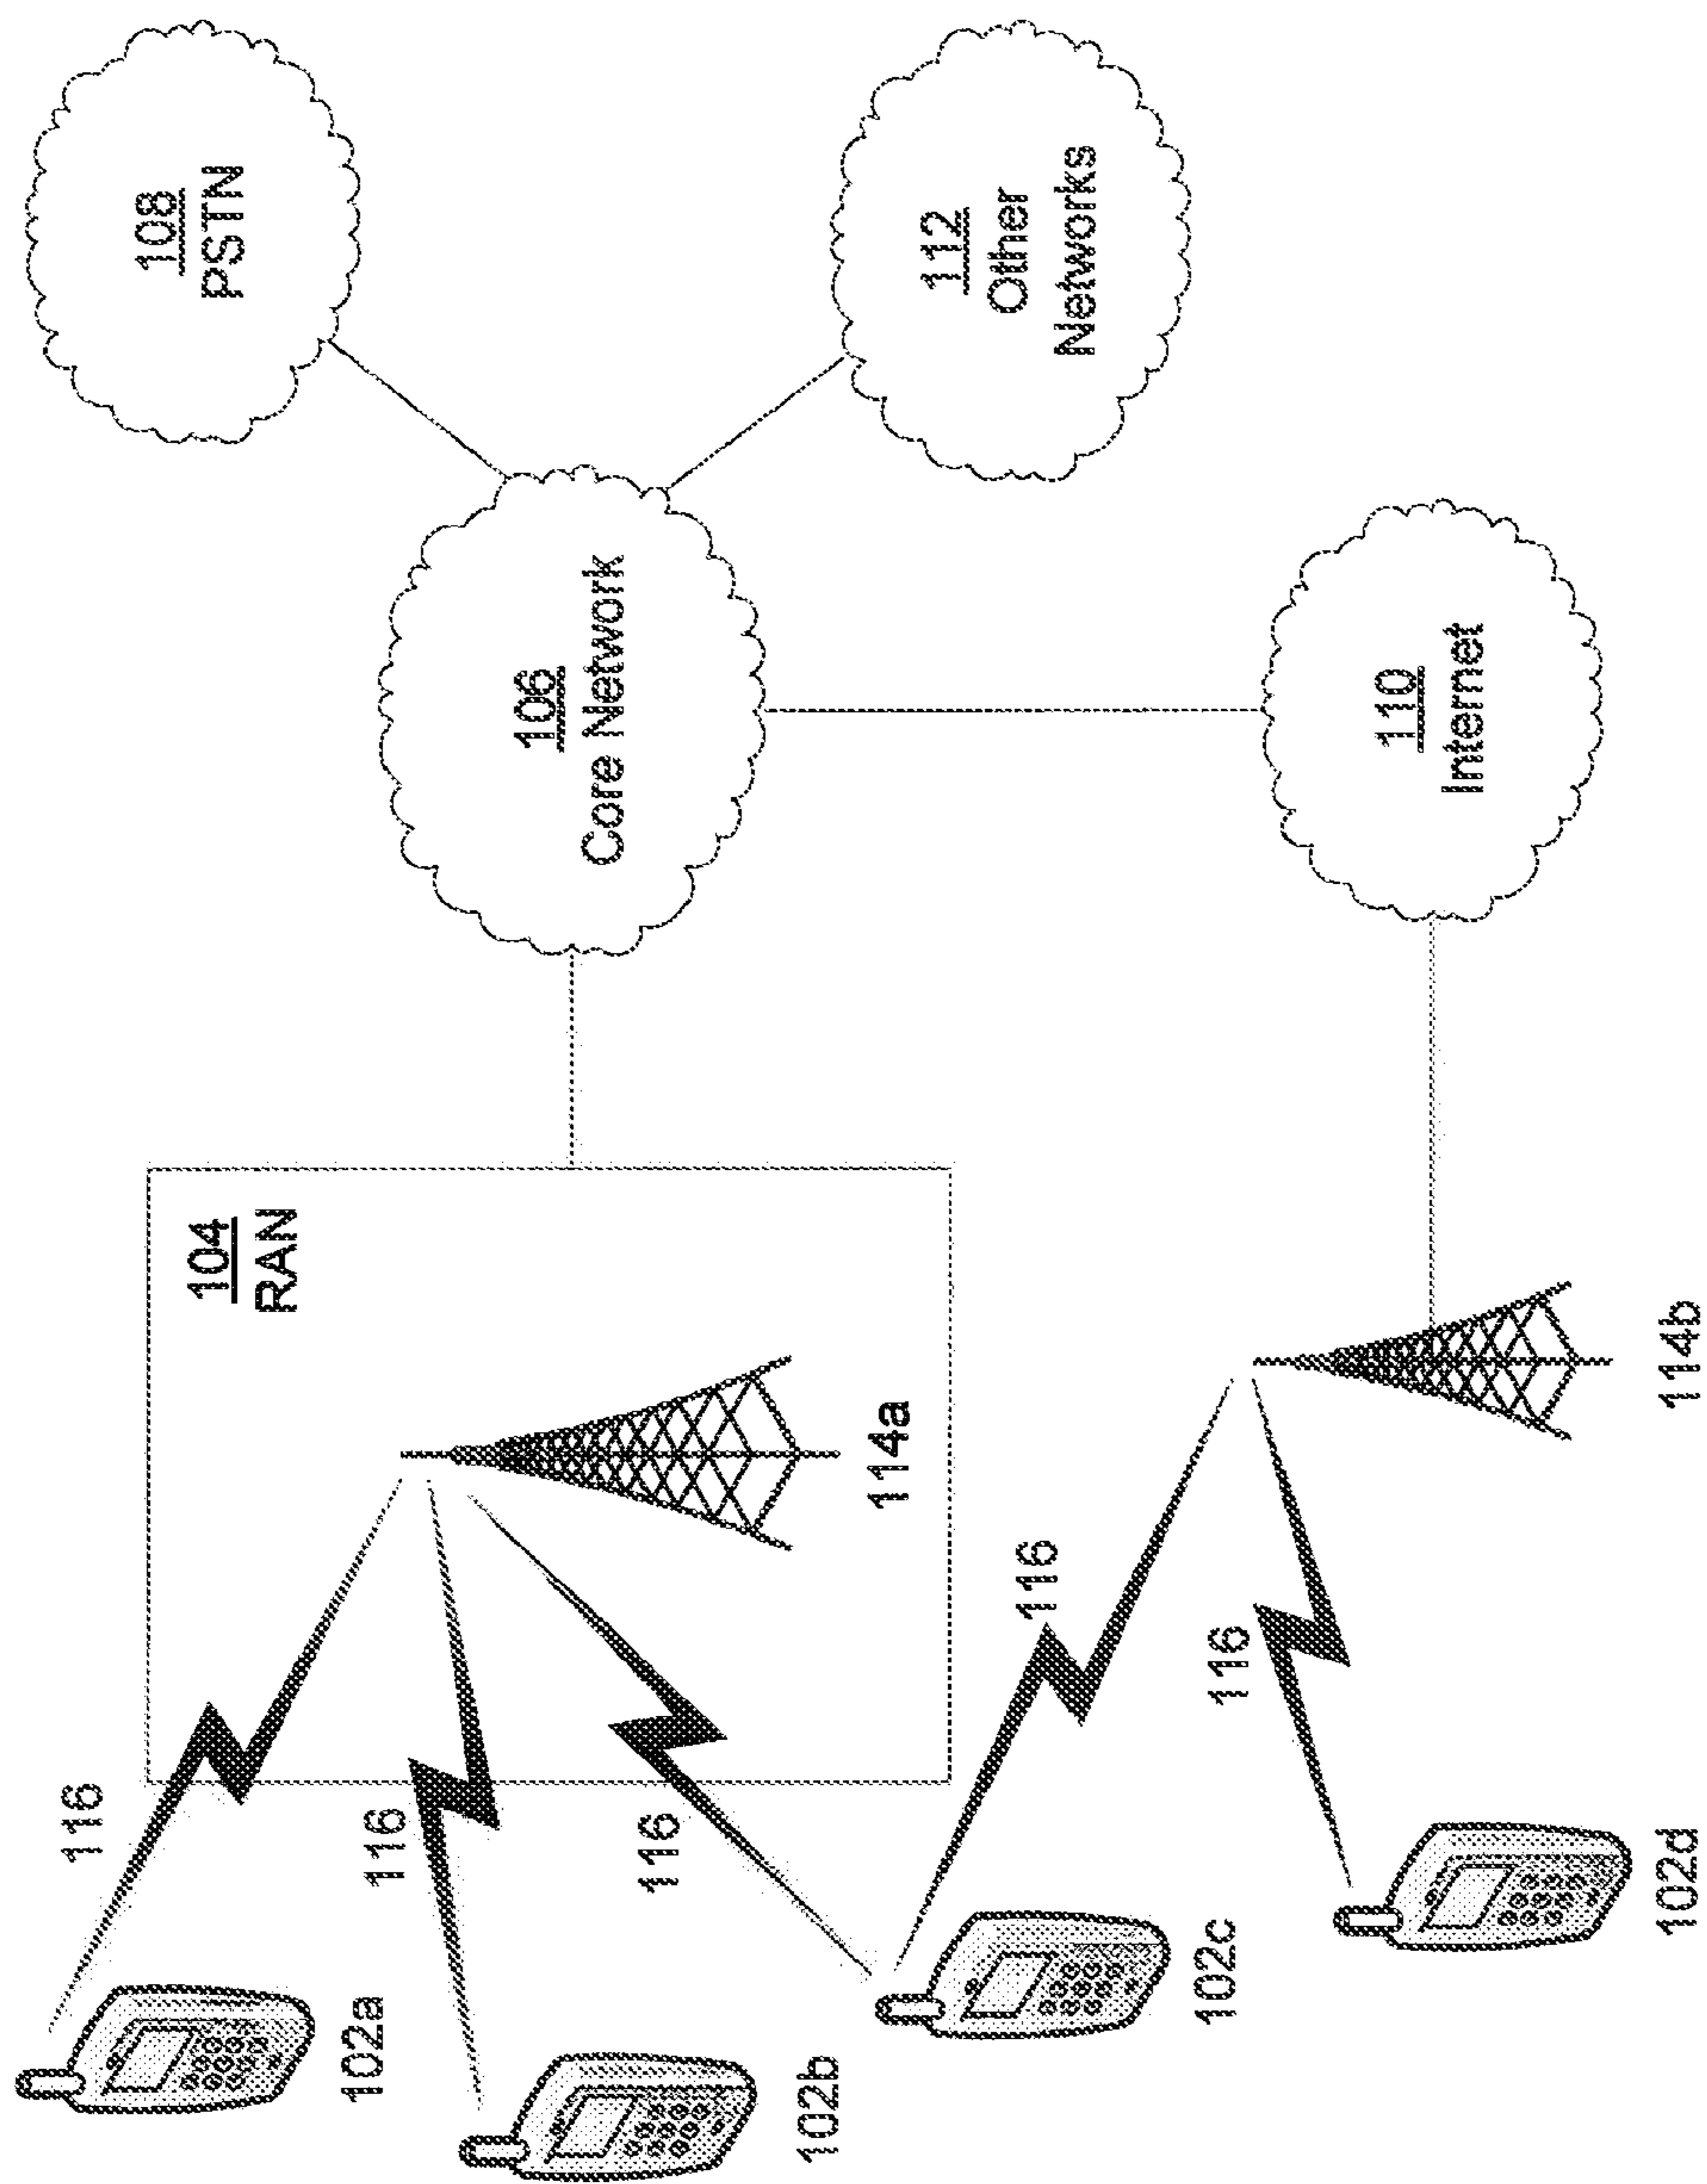 116
102a
116
102b
116
102c
116
116
102d
104
RAN
114a
114b
106
Core Network
108
PSTN
112
Other
Networks
110
Internet